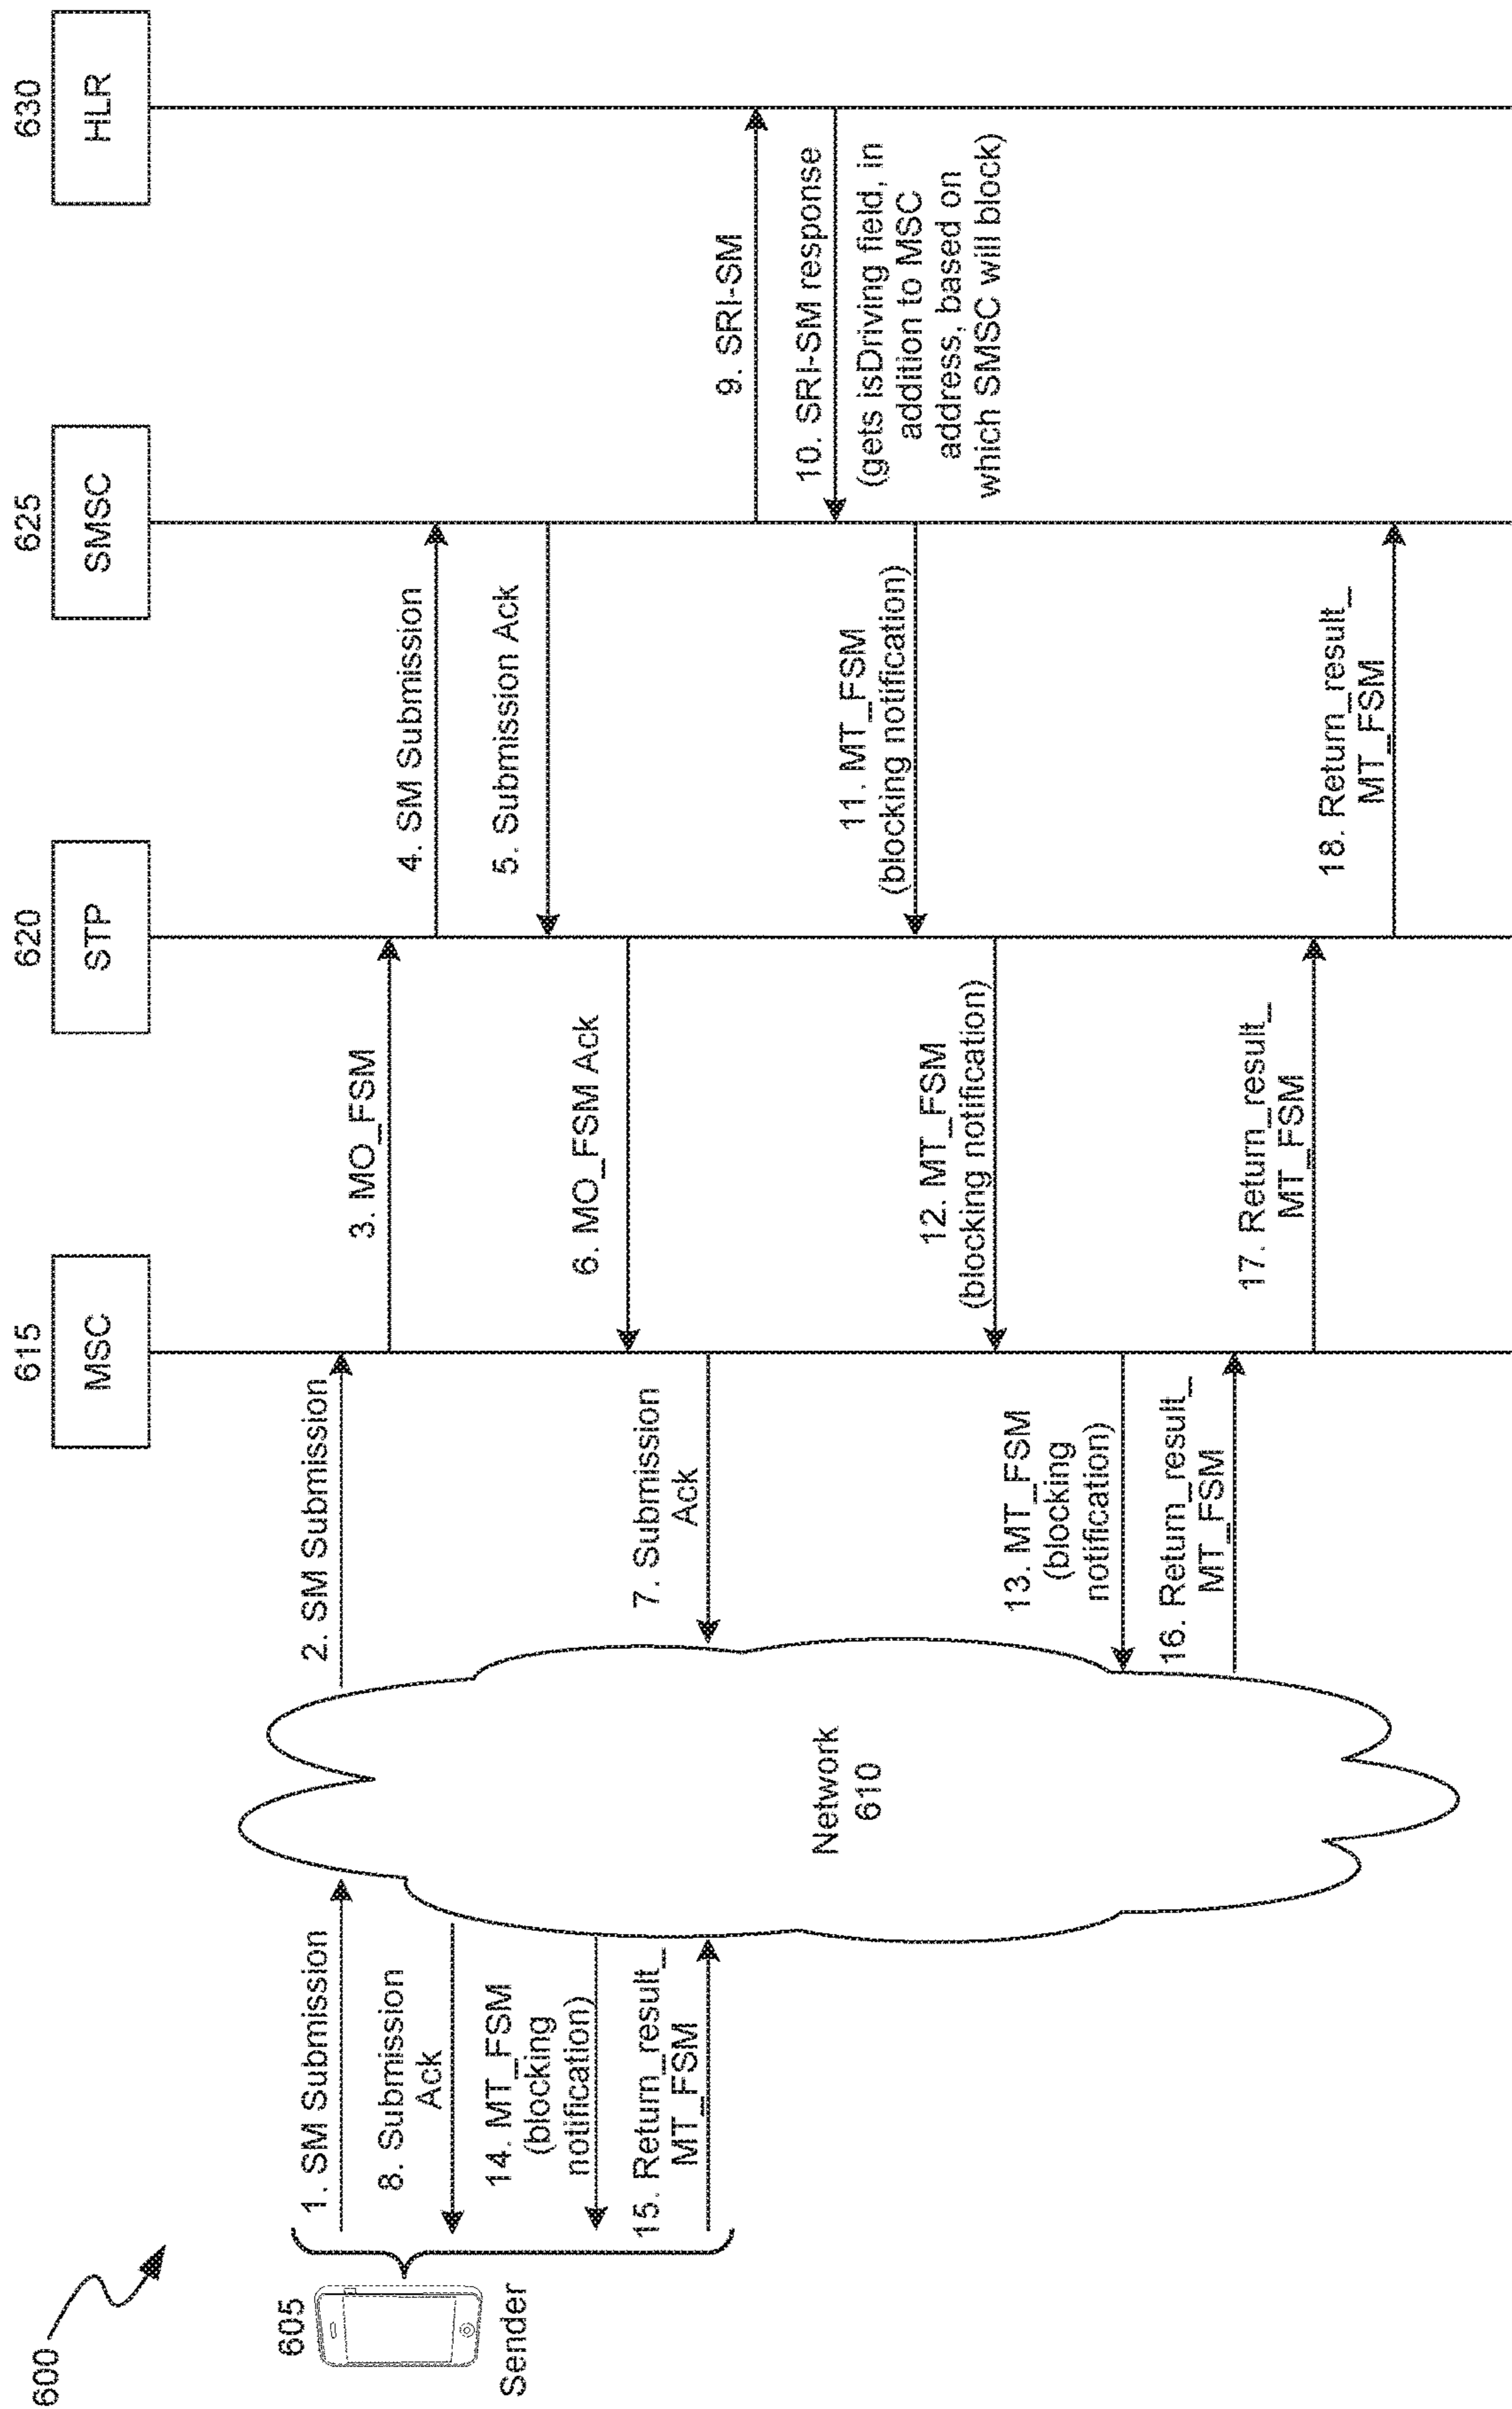 600
605
Sender
615
MSC
620
STP
625
SMSC
630
HLR
1. SM Submission
2. SM Submission
3. MO_FSM
4. SM Submission
5. Submission Ack
6. MO_FSM Ack
7. Submission
Ack
8. Submission
Ack
9. SRI-SM
10. SRI-SM response
(gets isDriving field, in
addition to MSC
address, based on
which SMSC will block)
11. MT_FSM
(blocking notification)
12. MT_FSM
(blocking notification)
13. MT_FSM
(blocking
notification)
14. MT_FSM
(blocking
notification)
15. Return_result_
MT_FSM
16. Return_result_
MT_FSM
17. Return_result_
MT_FSM
18. Return_result_
MT_FSM
Network
610